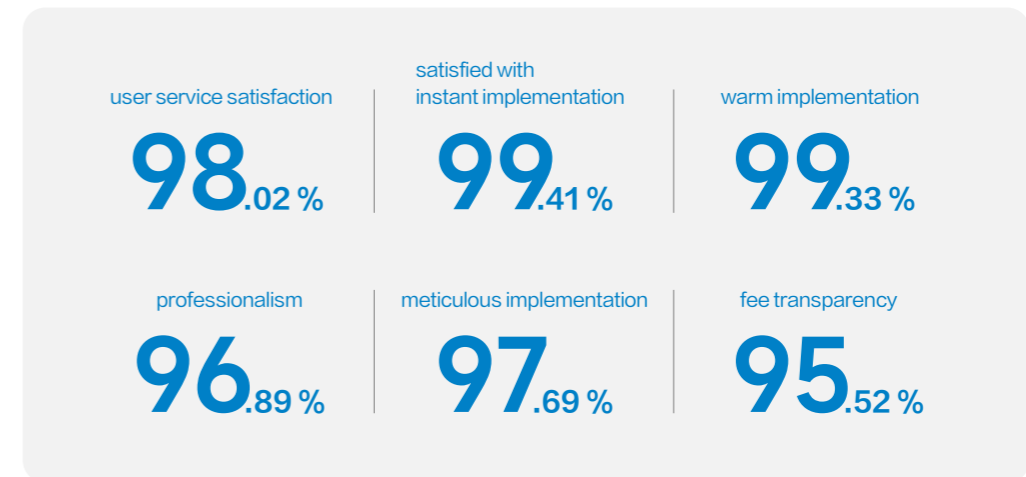 user service satisfaction
98.02 %
satisfied with
instant implementation
99.41 %
warm implementation
99.33 %
professionalism
96.89 %
meticulous implementation
97.69 %
fee transparency
95.52 %